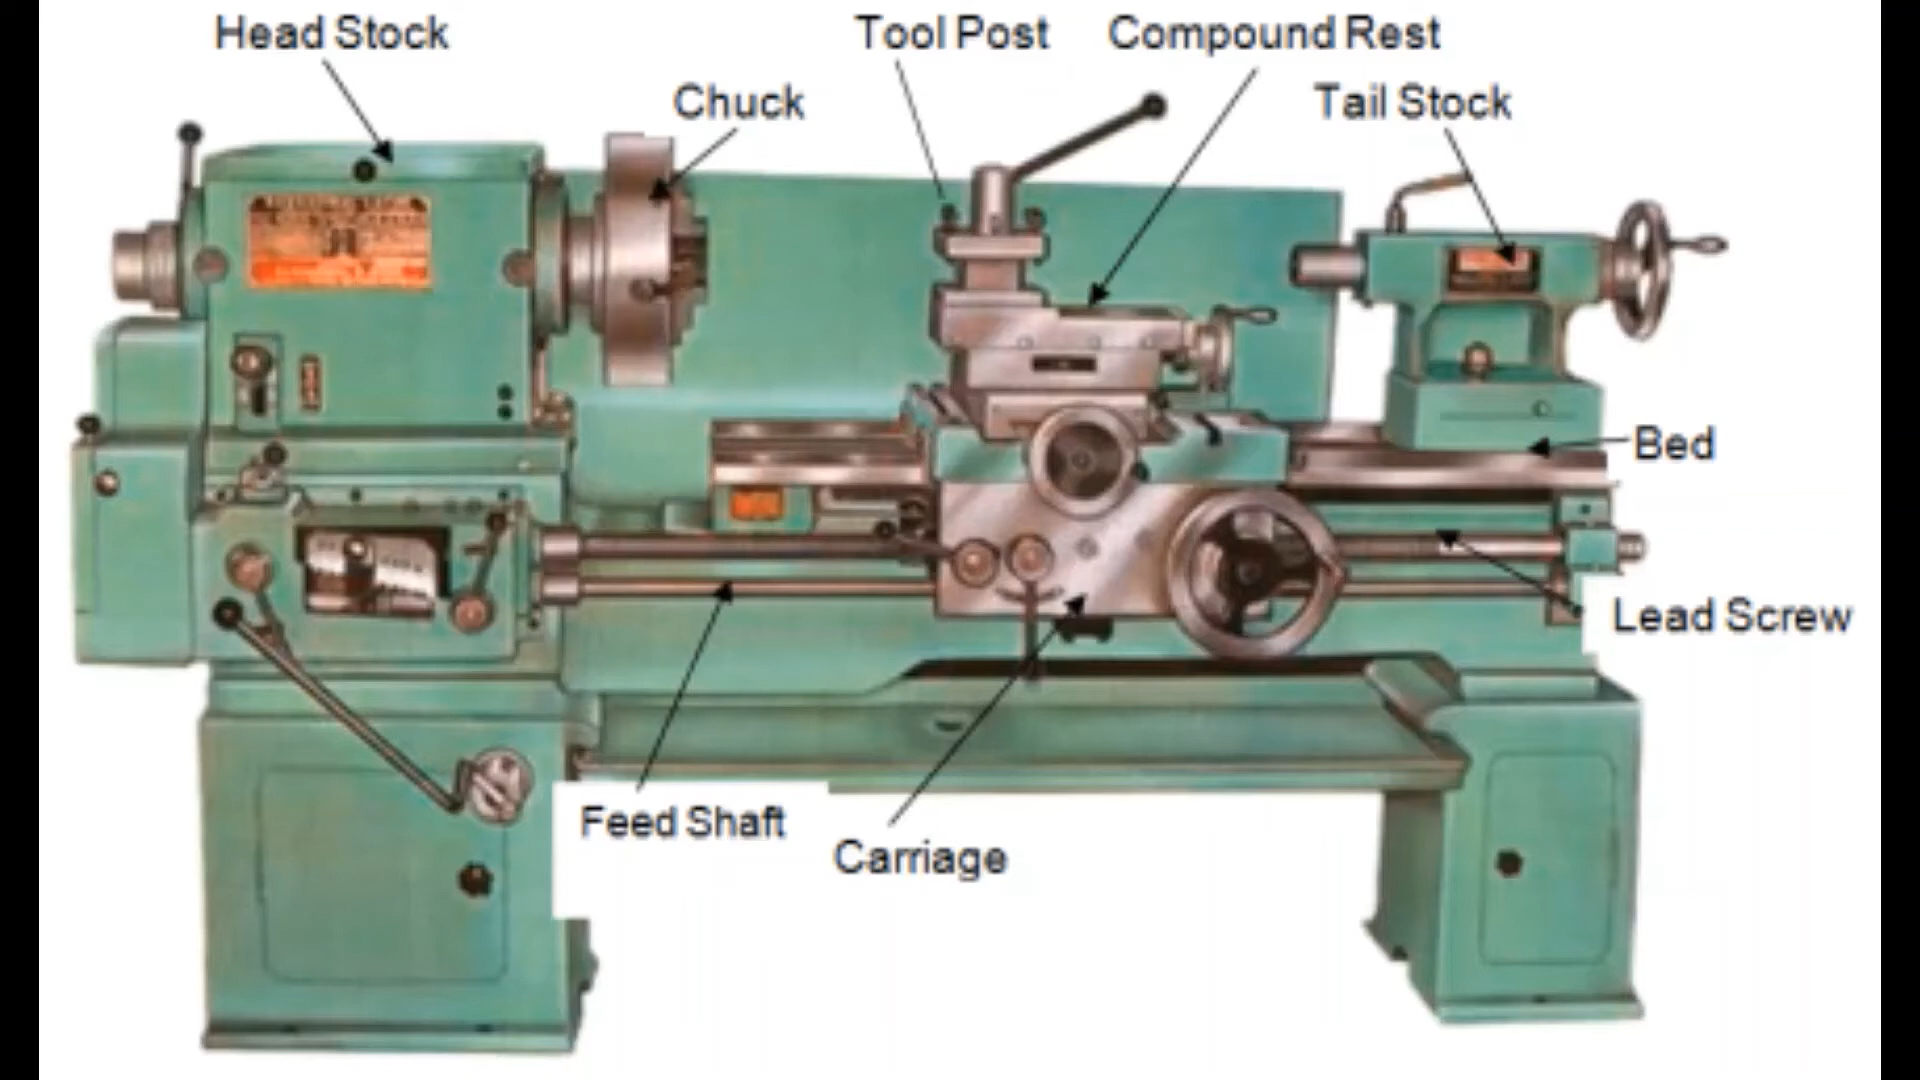 Head Stock
Tool Post
Compound Rest
Chuck
Tail Stock
Bed
Lead Screw
Feed Shaft
Carriage